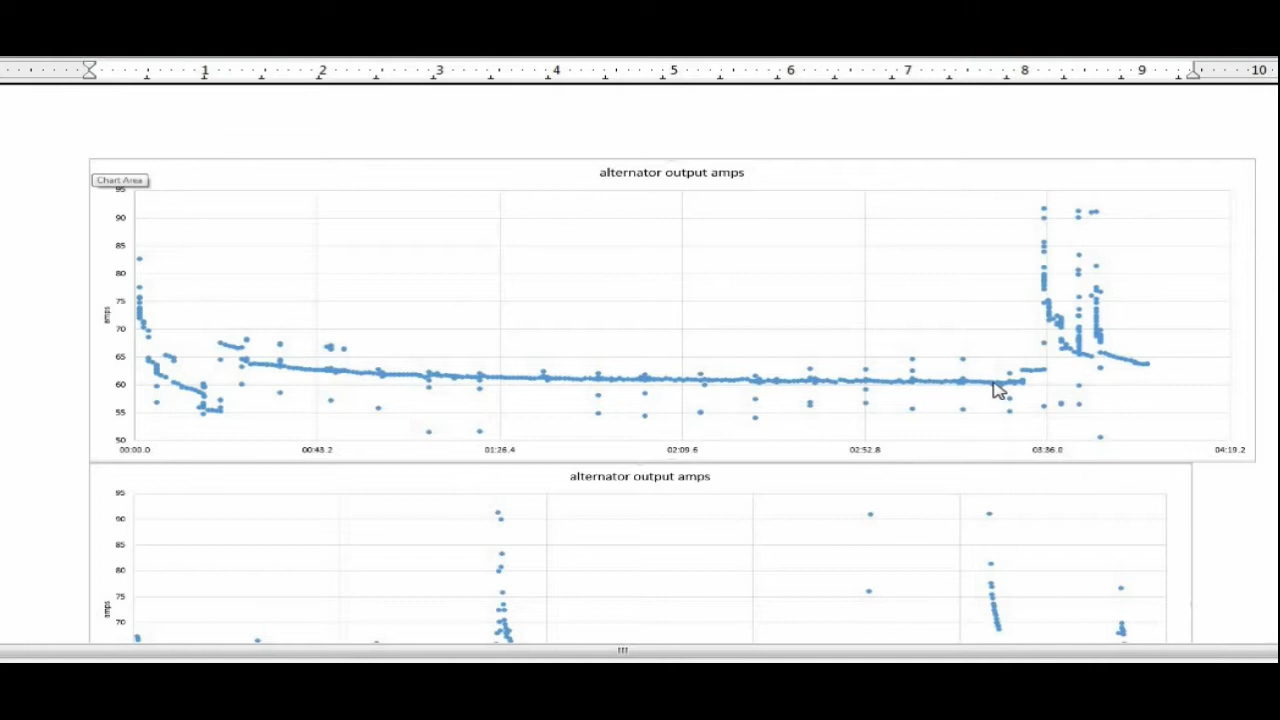 1 2 3 4 5 6 7 8 9 10
alternator output amps
Chart Area
95
90
85
80
75
70
65
60
55
50
amps
00:00.0 00:43.2 01:26.4 02:09.6 02:52.8 03:36.0 04:19.2
alternator output amps
95
90
85
80
75
70
amps